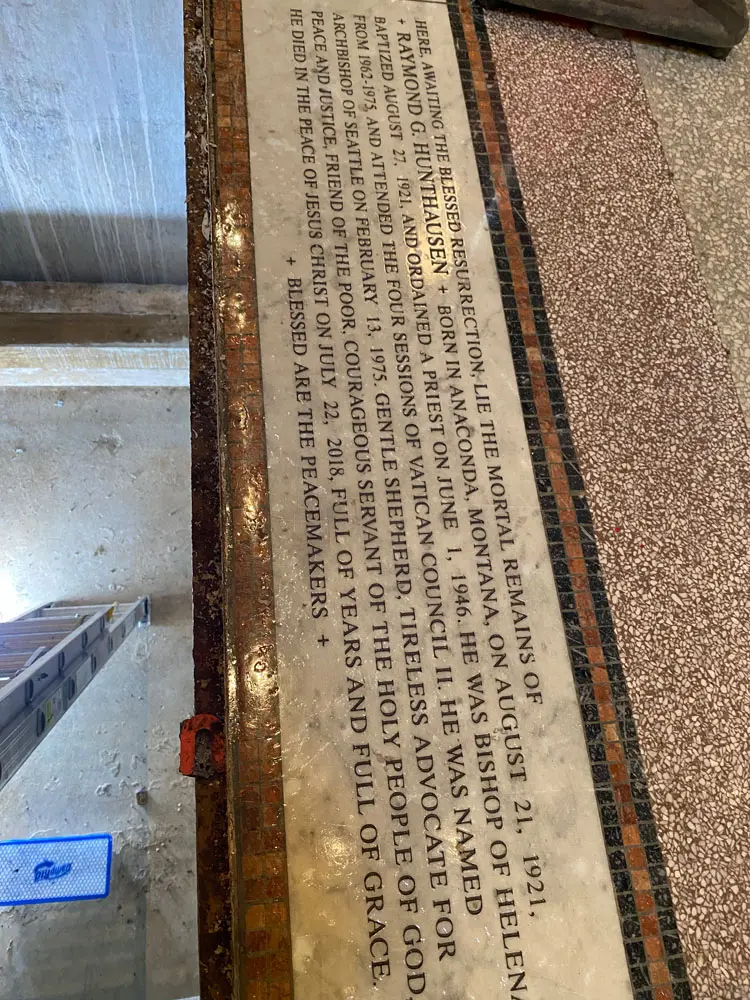 HERE, AWAITING THE BLESSED RESURRECTION, LIE THE MORTAL REMAINS OF
+ RAYMOND G. HUNTHAUSEN + BORN IN ANACONDA, MONTANA, ON AUGUST 21, 1921,
BAPTIZED AUGUST 27, 1921, AND ORDAINED A PRIEST ON JUNE 1, 1946. HE WAS BISHOP OF HELENA
FROM 1962-1975, AND ATTENDED THE FOUR SESSIONS OF VATICAN COUNCIL II. HE WAS NAMED
ARCHBISHOP OF SEATTLE ON FEBRUARY 13, 1975. GENTLE SHEPHERD, TIRELESS ADVOCATE FOR
PEACE AND JUSTICE, FRIEND OF THE POOR, COURAGEOUS SERVANT OF THE HOLY PEOPLE OF GOD,
HE DIED IN THE PEACE OF JESUS CHRIST ON JULY 22, 2018, FULL OF YEARS AND FULL OF GRACE.
+ BLESSED ARE THE PEACEMAKERS +